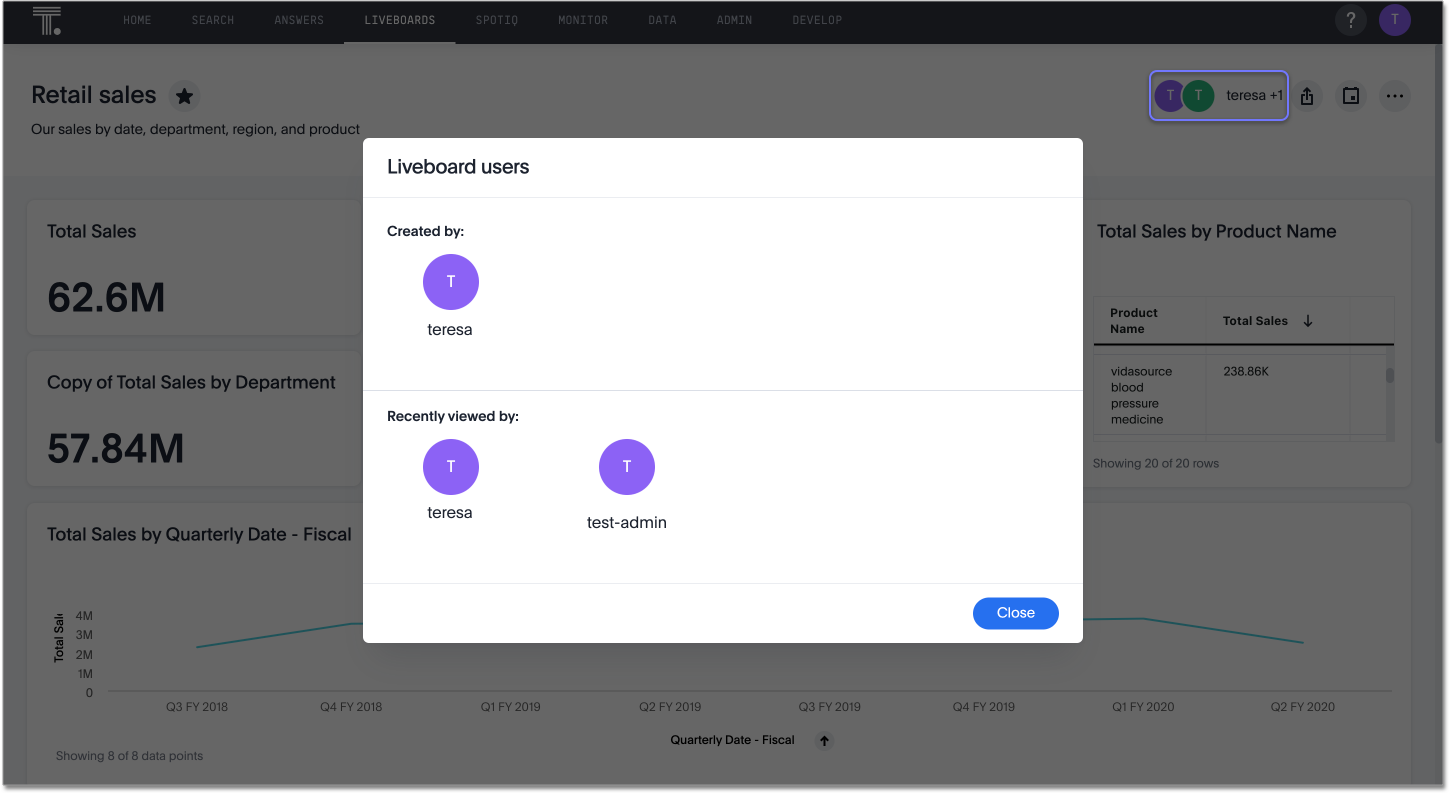 HOME SEARCH ANSWERS LIVEBOARDS SPOTIQ MONITOR DATA ADMIN DEVELOP ? T
Retail sales
T T teresa +1
Our sales by date, department, region, and product
Liveboard users
Created by:
T
teresa
Recently viewed by:
T T
teresa
test-admin
Close
Total Sales
62.6M
Copy of Total Sales by Department
57.84M
Total Sales by Product Name
Product
Name
Total Sales
vidasource
blood
pressure
medicine
238.86K
Showing 20 of 20 rows
Total Sales by Quarterly Date - Fiscal
Total Sal
4M
3M
2M
1M
0
Q3 FY 2018 Q4 FY 2018 Q1 FY 2019 Q2 FY 2019 Q3 FY 2019 Q4 FY 2019 Q1 FY 2020 Q2 FY 2020
Quarterly Date - Fiscal
Showing 8 of 8 data points